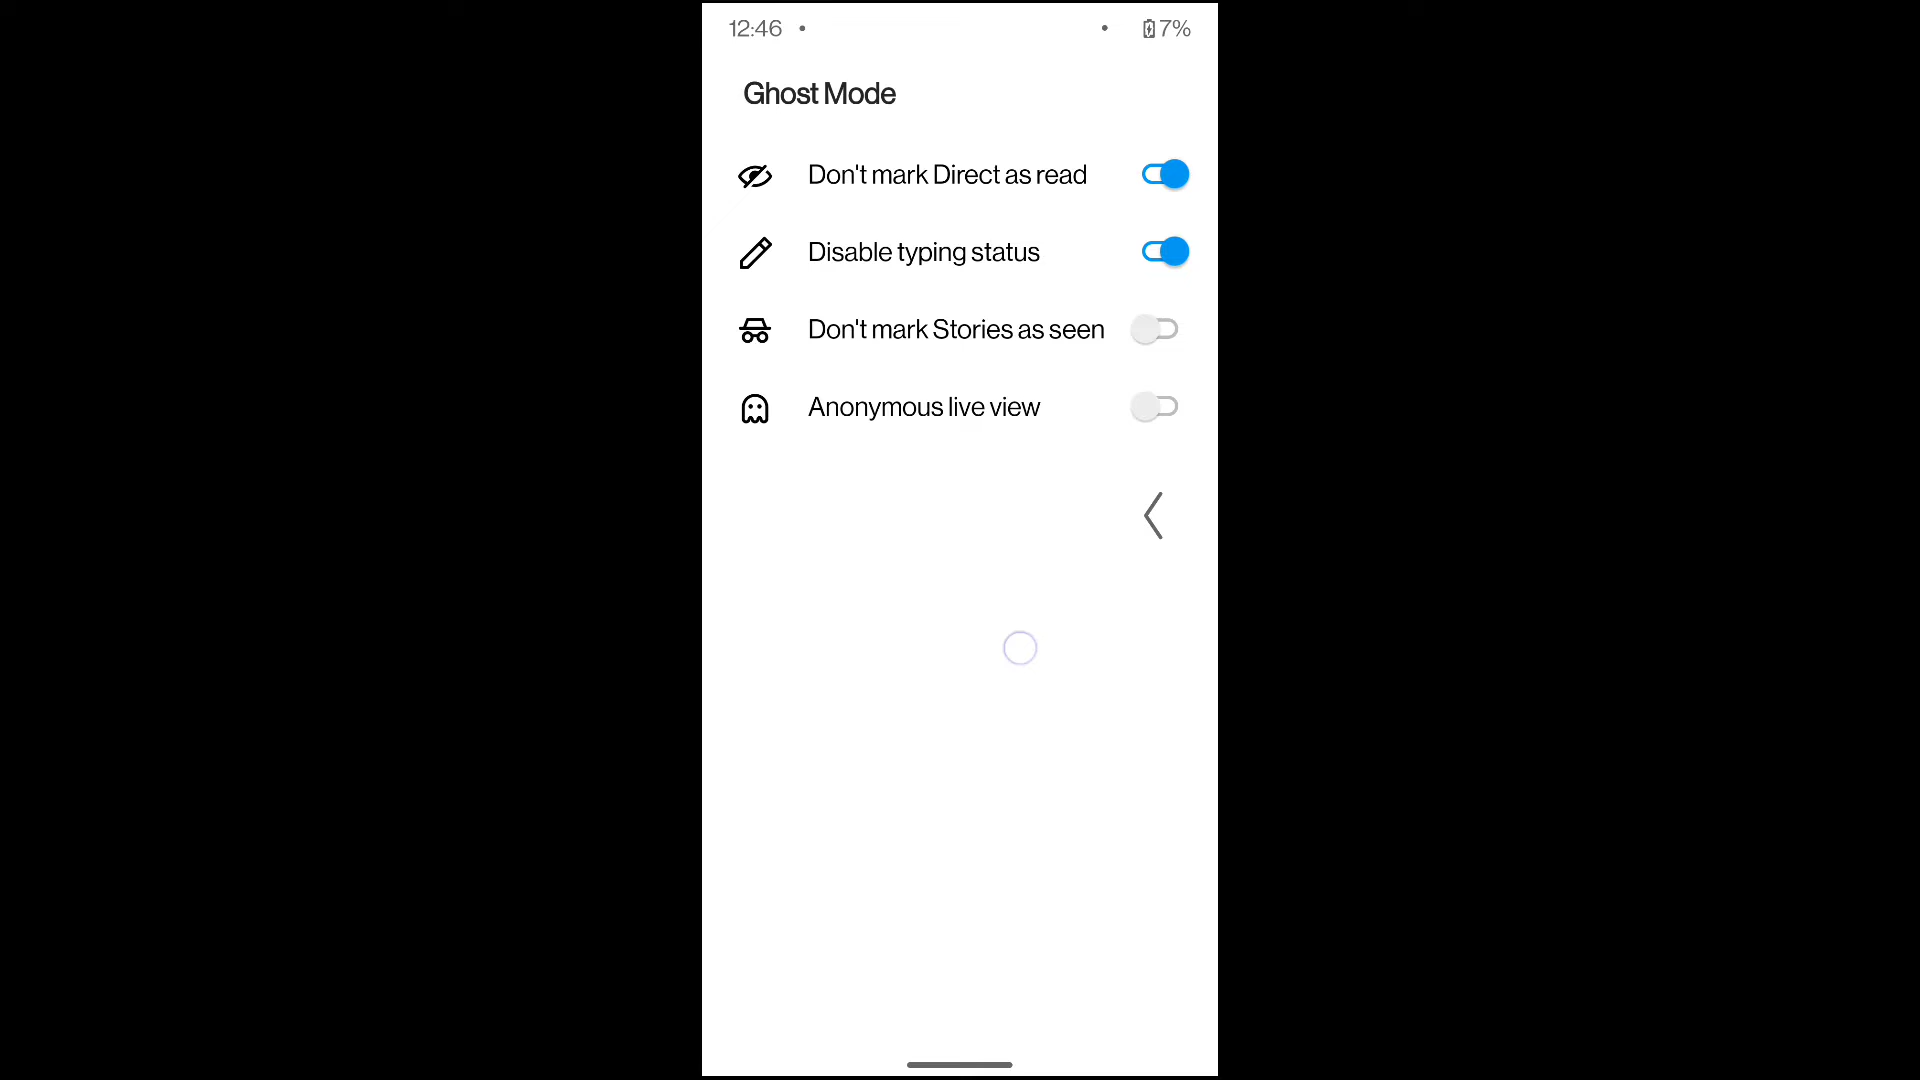 12:46
7%
Ghost Mode
Don't mark Direct as read
Disable typing status
Don't mark Stories as seen
Anonymous live view